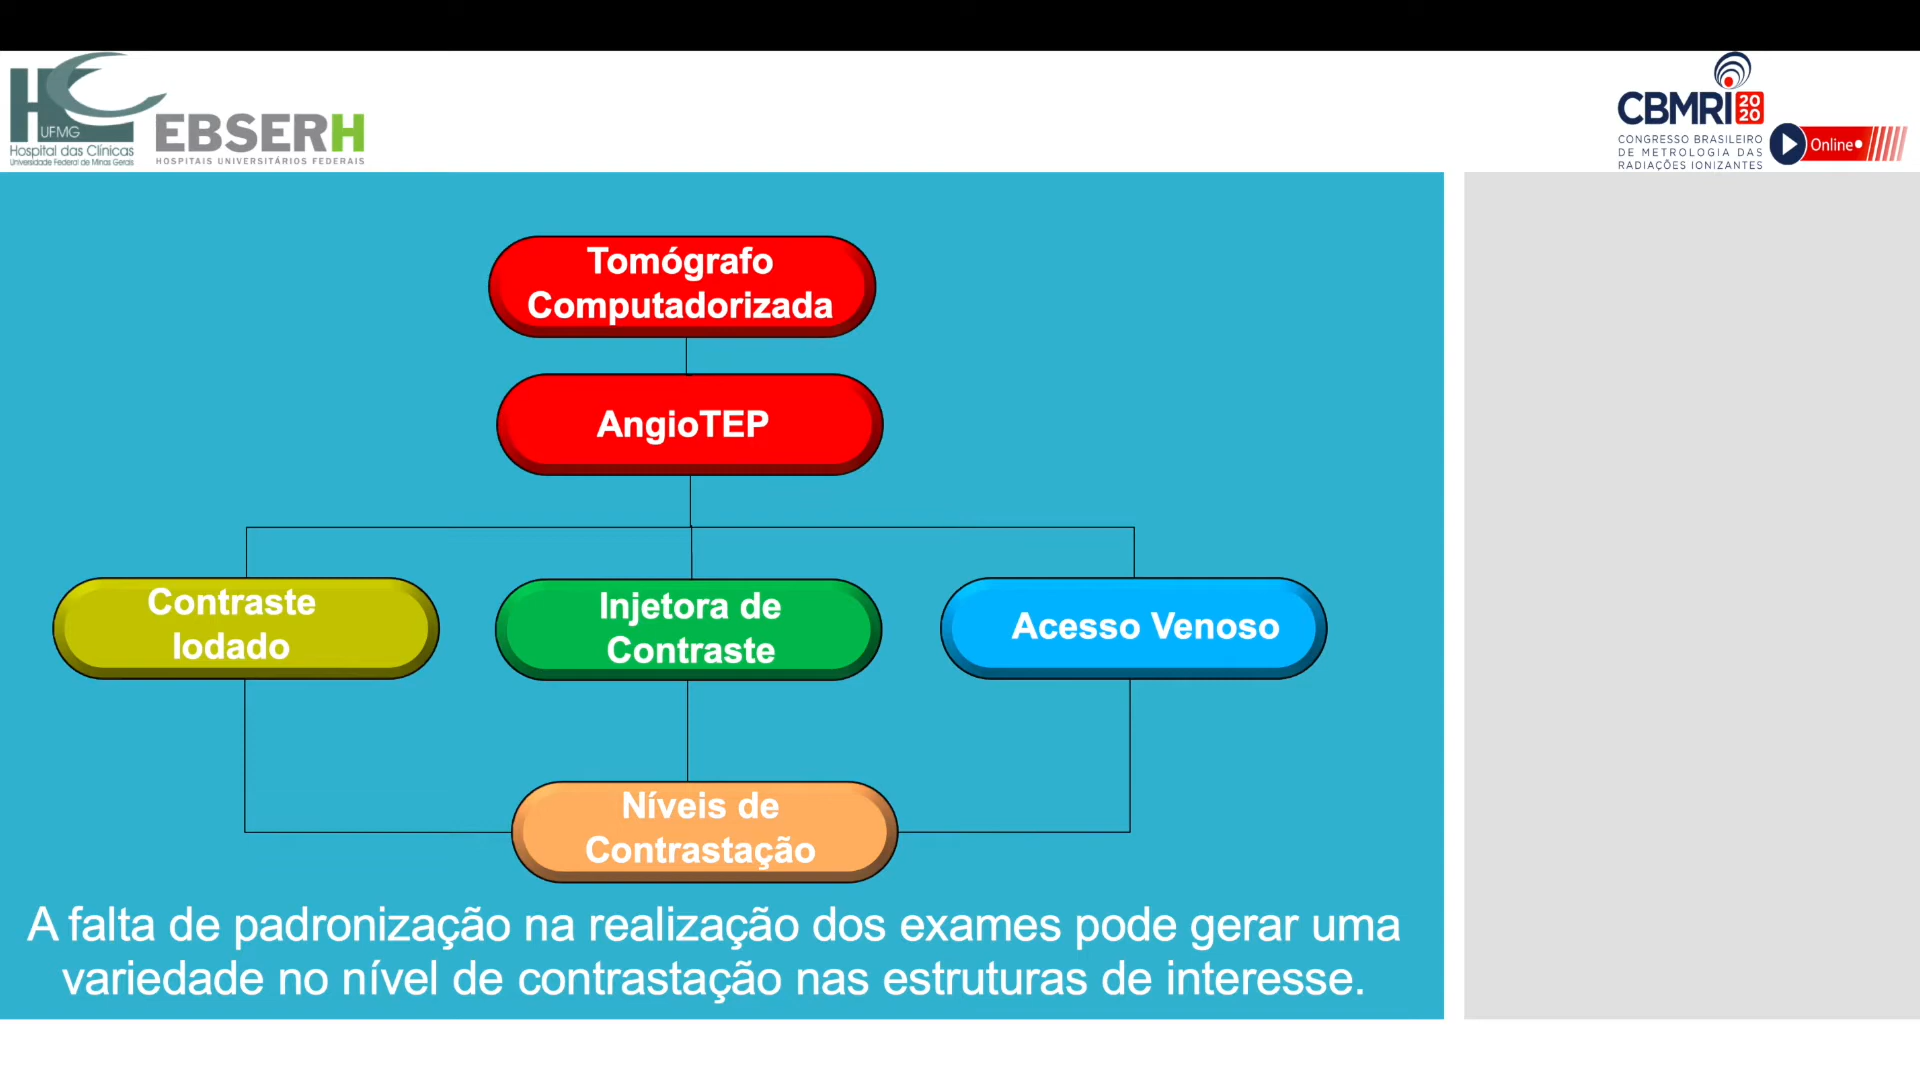 UFMG
Hospital das Clínicas
Universidade Federal de Minas Gerais
EBSERH
HOSPITAIS UNIVERSITÁRIOS FEDERAIS
CBMRI 20
20
CONGRESSO BRASILEIRO
DE METROLOGIA DAS
RADIAÇÕES IONIZANTES
Online
Tomógrafo
Computadorizada
AngioTEP
Contraste
Iodado
Injetora de
Contraste
Acesso Venoso
Níveis de
Contrastação
A falta de padronização na realização dos exames pode gerar uma
variedade no nível de contrastação nas estruturas de interesse.